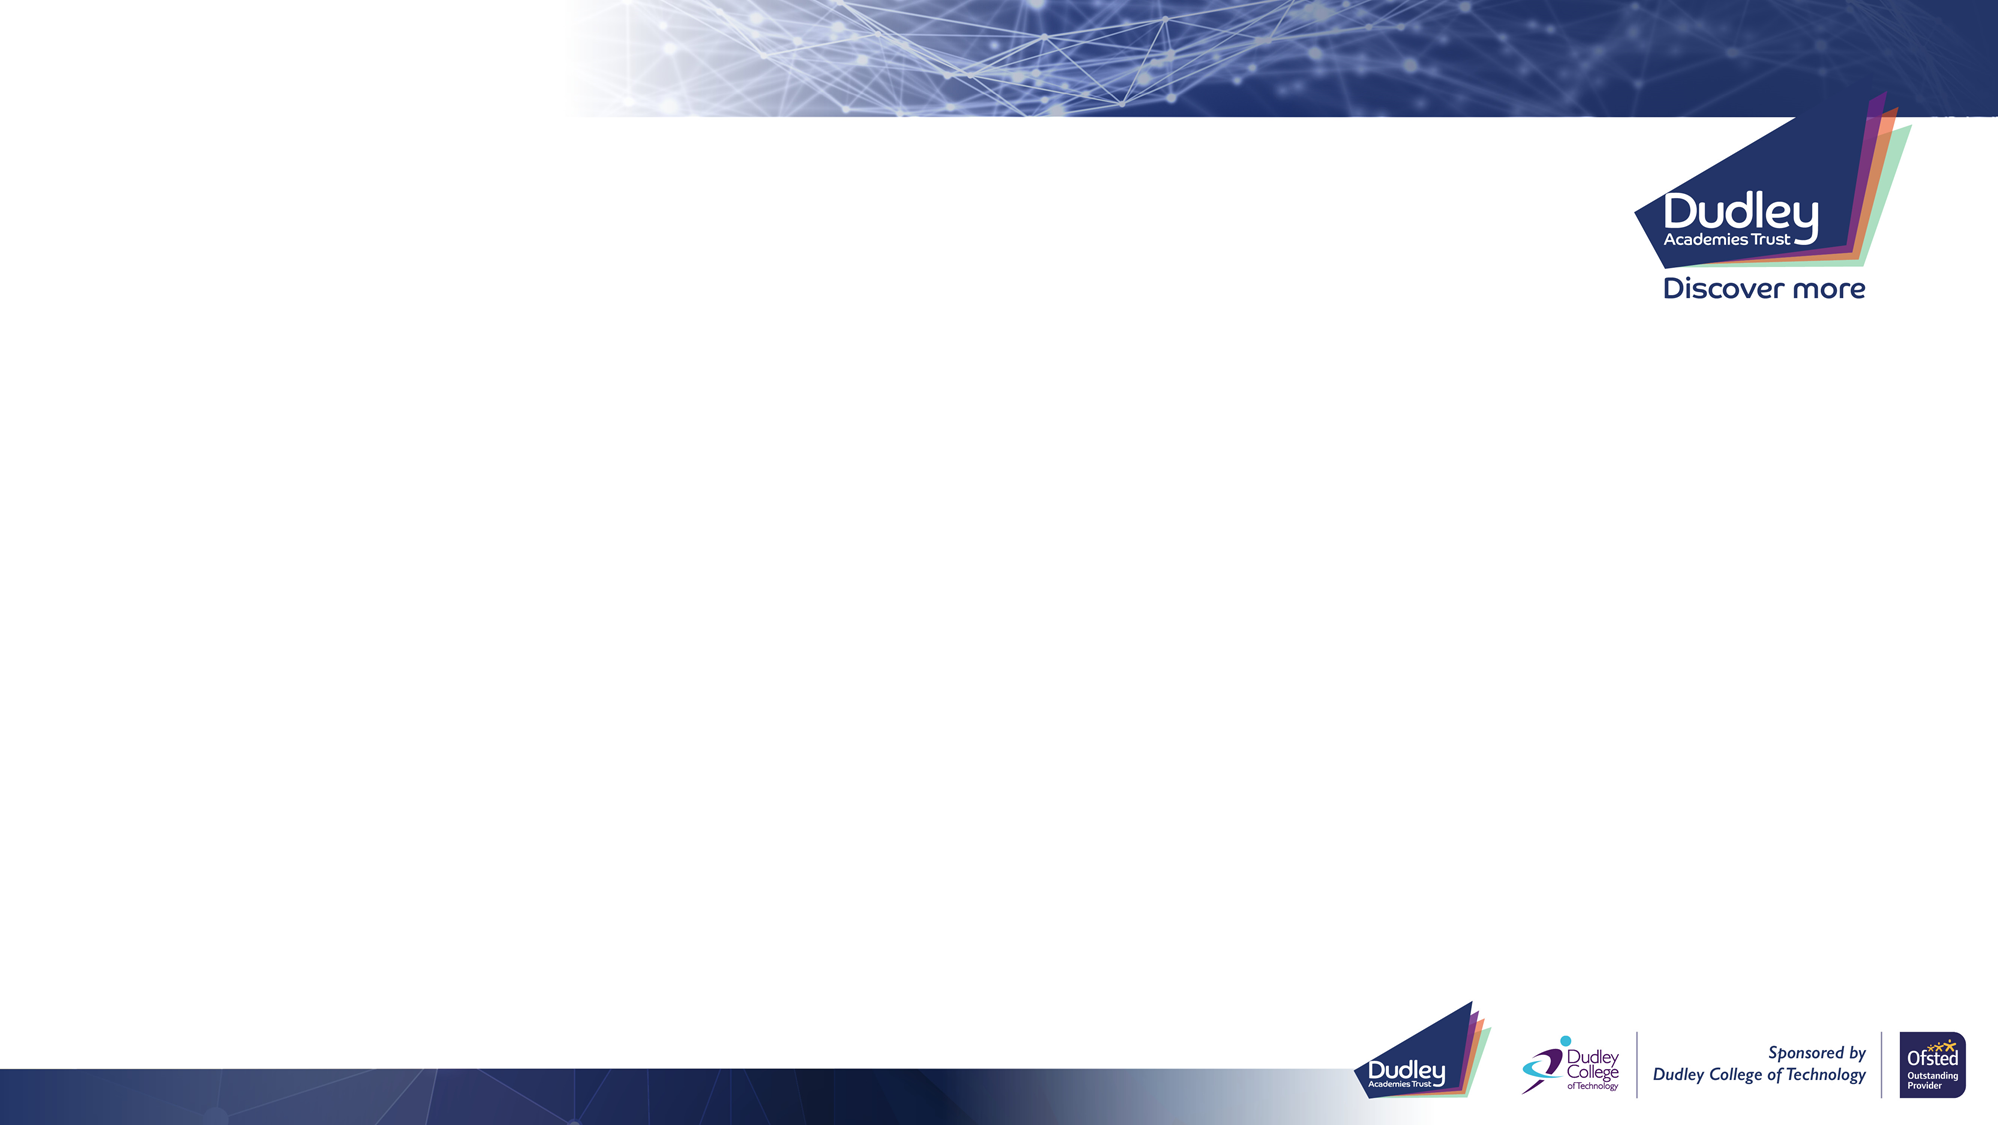 Dudley
Academies Trust
Discover more
Dudley
Academies Trust
Dudley
College
of Technology
Sponsored by
Dudley College of Technology
Ofsted
Outstanding
Provider